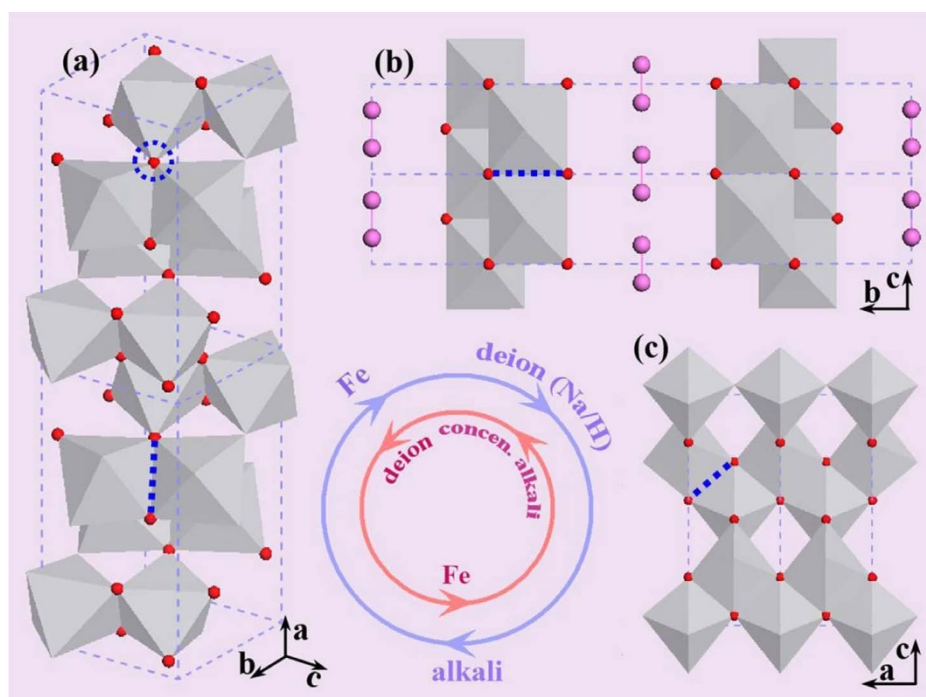 (a)
(b)
b
c
Fe
deion (Na/H)
deion concen. alkali
Fe
alkali
(c)
a
b
c
c
a